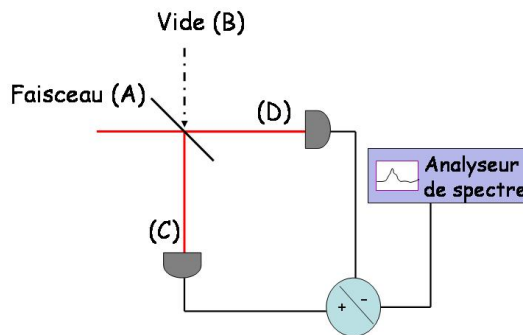 Vide (B)
Faisceau (A)
(D)
Analyseur
de spectre
(C)
+ -